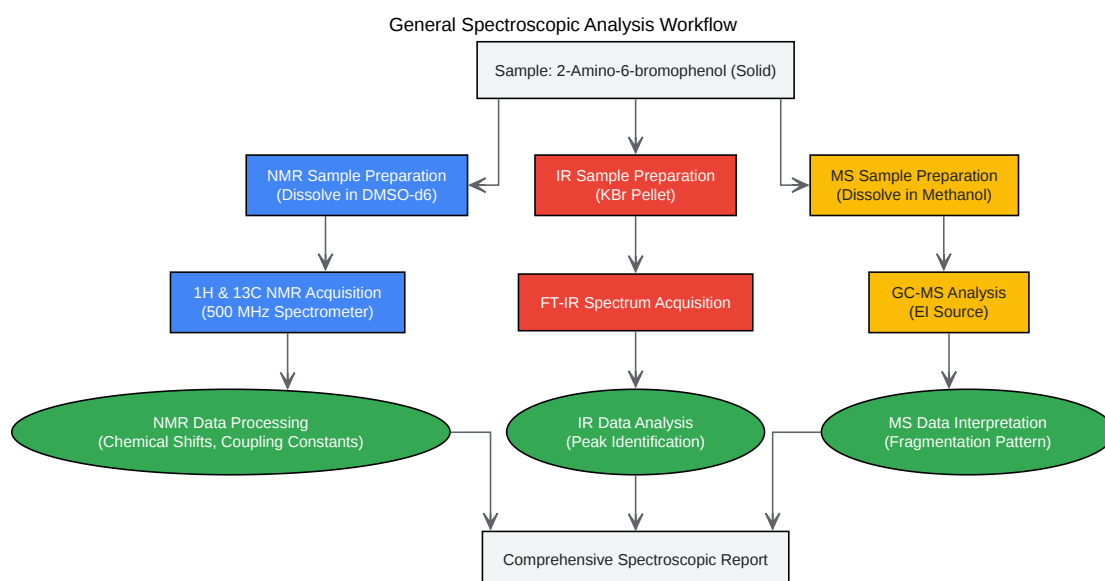 General Spectroscopic Analysis Workflow
Sample: 2-Amino-6-bromophenol (Solid)
NMR Sample Preparation
(Dissolve in DMSO-d6)
IR Sample Preparation
(KBr Pellet)
MS Sample Preparation
(Dissolve in Methanol)
1H & 13C NMR Acquisition
(500 MHz Spectrometer)
FT-IR Spectrum Acquisition
GC-MS Analysis
(EI Source)
NMR Data Processing
(Chemical Shifts, Coupling Constants)
IR Data Analysis
(Peak Identification)
MS Data Interpretation
(Fragmentation Pattern)
Comprehensive Spectroscopic Report